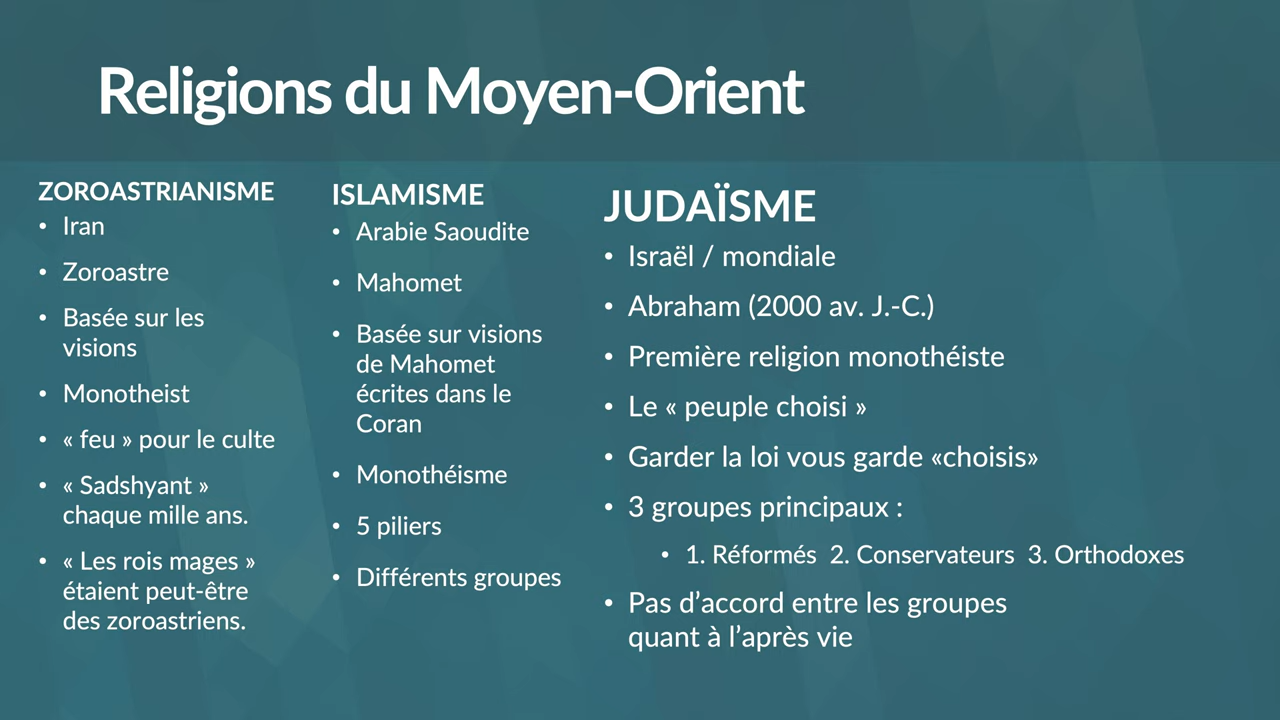 Religions du Moyen-Orient
ZOROASTRIANISME
• Iran
• Zoroastre
• Basée sur les
visions
• Monotheist
• « feu » pour le culte
• « Sadshyant »
chaque mille ans.
• « Les rois mages »
étaient peut-être
des zoroastriens.
ISLAMISME
• Arabie Saoudite
• Mahomet
• Basée sur visions
de Mahomet
écrites dans le
Coran
• Monothéisme
• 5 piliers
• Différents groupes
JUDAÏSME
• Israël / mondiale
• Abraham (2000 av. J.-C.)
• Première religion monothéiste
• Le « peuple choisi »
• Garder la loi vous garde «choisis»
• 3 groupes principaux :
• 1. Réformés 2. Conservateurs 3. Orthodoxes
• Pas d’accord entre les groupes
quant à l’après vie